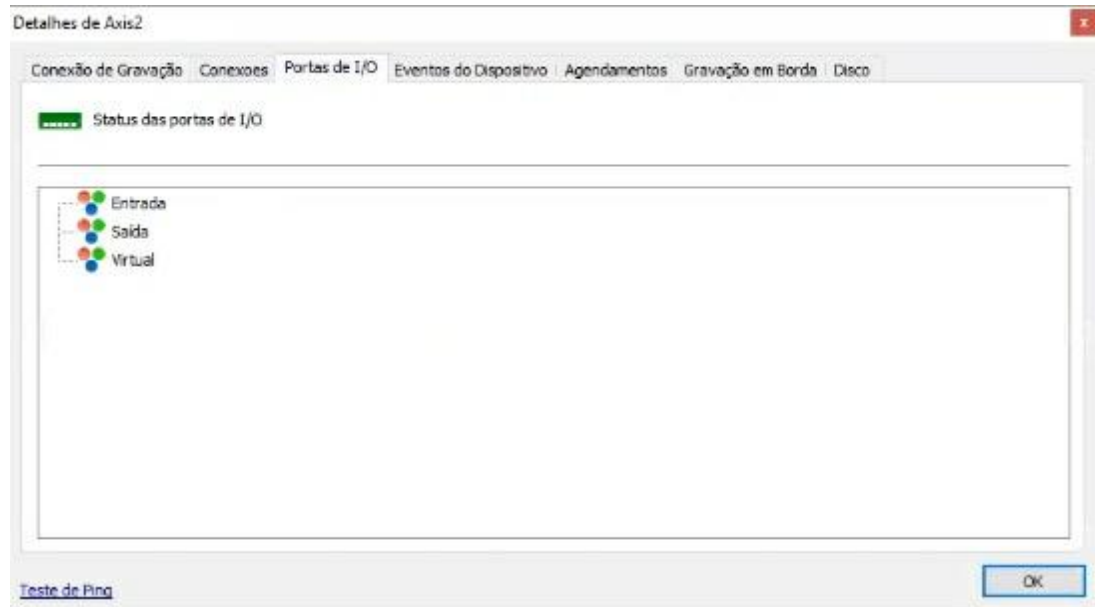 Detalhes de Axis2
x
Conexão de Gravação Conexoes Portas de I/O Eventos do Dispositivo Agendamentos Gravação em Borda Disco
Status das portas de I/O
Entrada
Saída
Virtual
Teste de Ping
OK